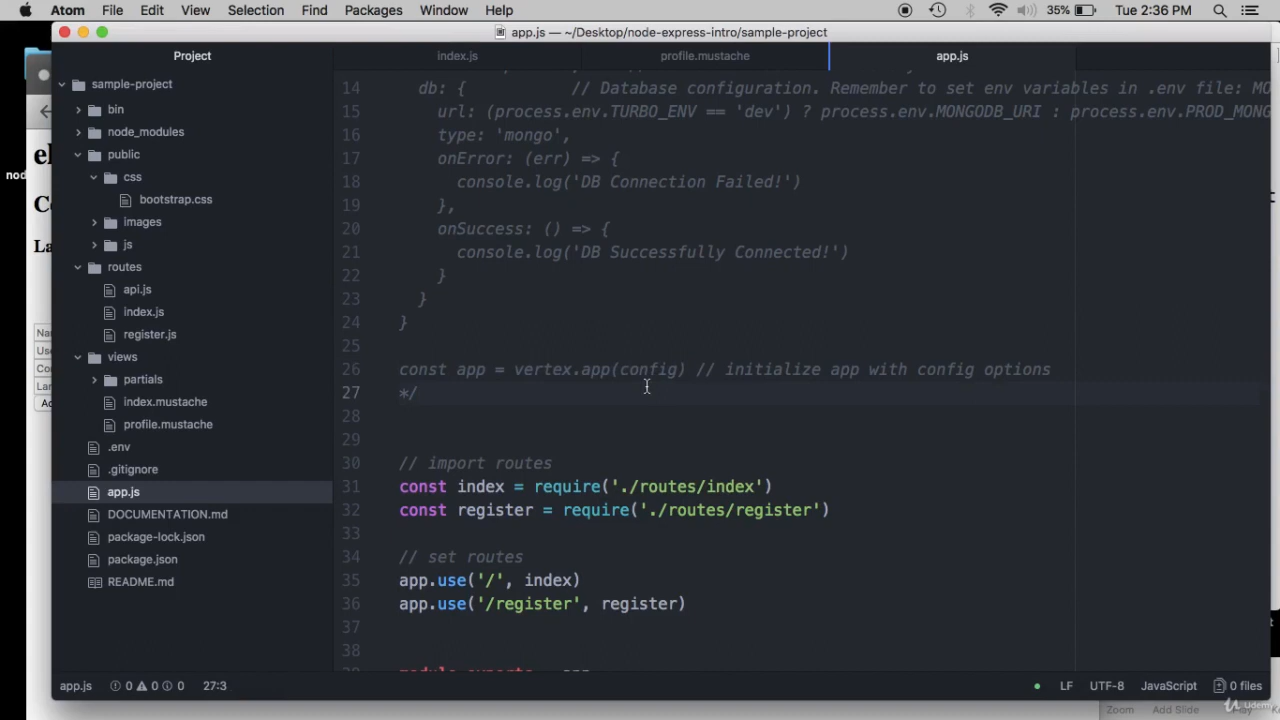 Atom File Edit View Selection Find Packages Window Help 35% Tue 2:36 PM
app.js — ~/Desktop/node-express-intro/sample-project
Project index.js profile.mustache app.js
sample-project
bin
node_modules
public
css
bootstrap.css
images
js
routes
api.js
index.js
register.js
views
partials
index.mustache
profile.mustache
.env
.gitignore
app.js
DOCUMENTATION.md
package-lock.json
package.json
README.md
14 db: { // Database configuration. Remember to set env variables in .env file: MO
15 url: (process.env.TURBO_ENV == 'dev') ? process.env.MONGODB_URI : process.env.PROD_MONG
16 type: 'mongo',
17 onError: (err) => {
18 console.log('DB Connection Failed!')
19 },
20 onSuccess: () => {
21 console.log('DB Successfully Connected!')
22 }
23 }
24 }
25
26 const app = vertex.app(config) // initialize app with config options
27 */
28
29
30 // import routes
31 const index = require('./routes/index')
32 const register = require('./routes/register')
33
34 // set routes
35 app.use('/', index)
36 app.use('/register', register)
37
38
app.js 0 0 0 27:3 LF UTF-8 JavaScript 0 files
nod
Zoom Add Slide Play
Udemy